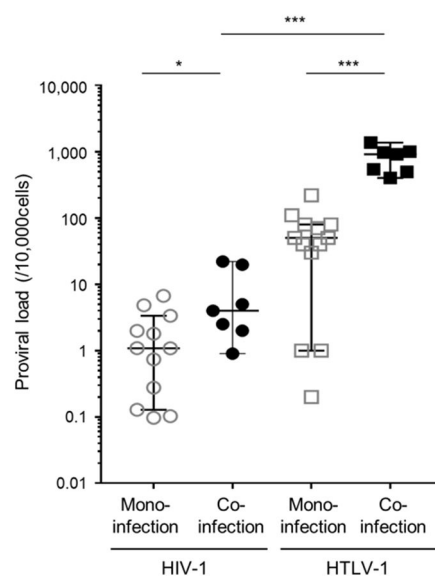 ***
* ***
10,000
1,000
100
10
1
0.1
0.01
Proviral load (/10,000cells)
Mono-
infection
Co-
infection
Mono-
infection
Co-
infection
HIV-1 HTLV-1